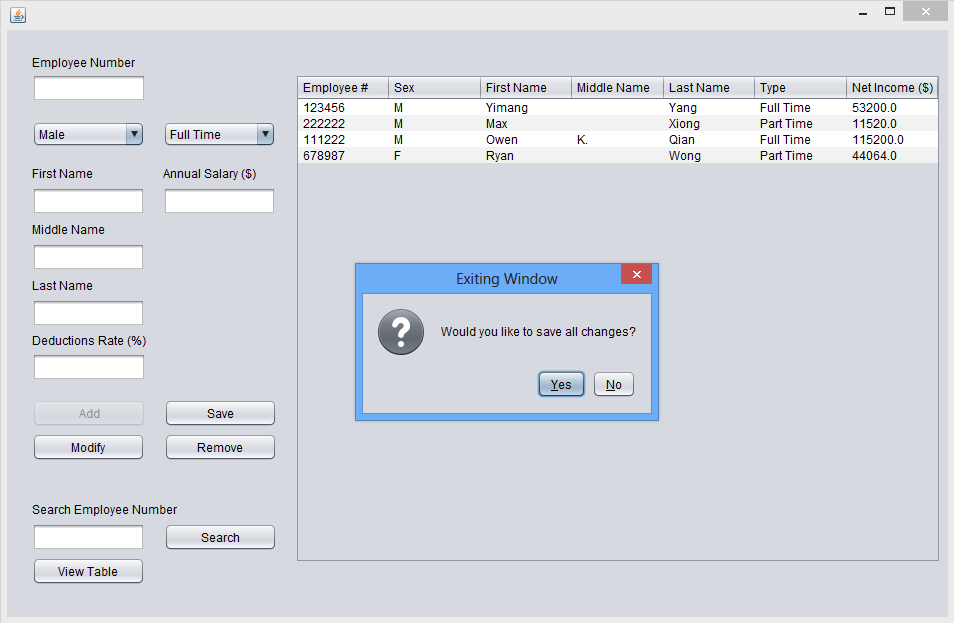 Employee Number
Male
Full Time
First Name
Annual Salary ($)
Middle Name
Last Name
Deductions Rate (%)
Add
Save
Modify
Remove
Search Employee Number
Search
View Table
Employee # Sex First Name Middle Name Last Name Type Net Income ($)
123456 M Yimang Yang Full Time 53200.0
222222 M Max Xiong Part Time 11520.0
111222 M Owen K. Qian Full Time 115200.0
678987 F Ryan Wong Part Time 44064.0
Exiting Window
?
Would you like to save all changes?
Yes
No